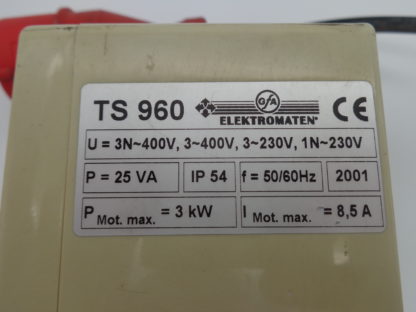 TS 960 GfA ELEKTROMATEN® CE
U = 3N~400V, 3~400V, 3~230V, 1N~230V
P = 25 VA IP 54 f = 50/60Hz 2001
P Mot. max. = 3 kW I Mot. max. = 8,5 A